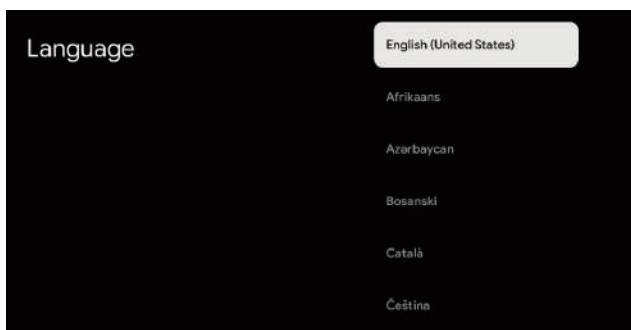 Language
English (United States)
Afrikaans
Azərbaycan
Bosanski
Català
Čeština